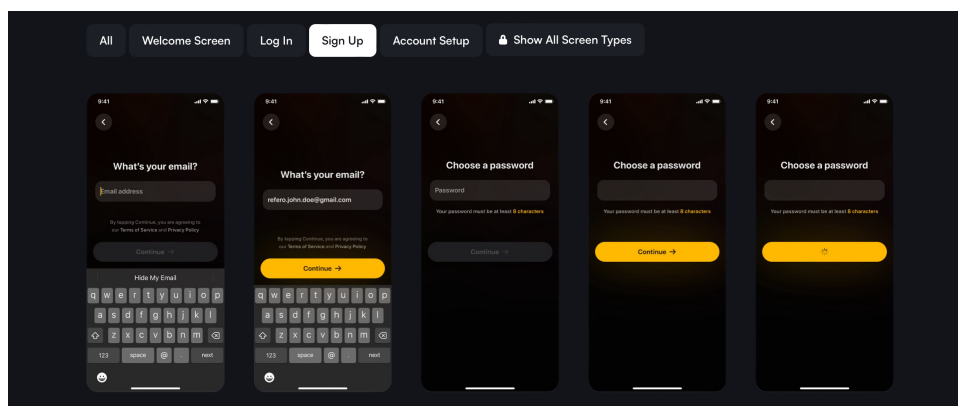 All
Welcome Screen
Log In
Sign Up
Account Setup
Show All Screen Types
9:41
What's your email?
Email address
By tapping Continue, you are agreeing to
our Terms of Service and Privacy Policy
Continue →
Hide My Email
q w e r t y u i o p
a s d f g h j k l
z x c v b n m
123 space @ . next
9:41
What's your email?
refero.john.doe@gmail.com
By tapping Continue, you are agreeing to
our Terms of Service and Privacy Policy
Continue →
q w e r t y u i o p
a s d f g h j k l
z x c v b n m
123 space @ . next
9:41
Choose a password
Password
Your password must be at least 8 characters
Continue →
9:41
Choose a password
Your password must be at least 8 characters
Continue →
9:41
Choose a password
Your password must be at least 8 characters